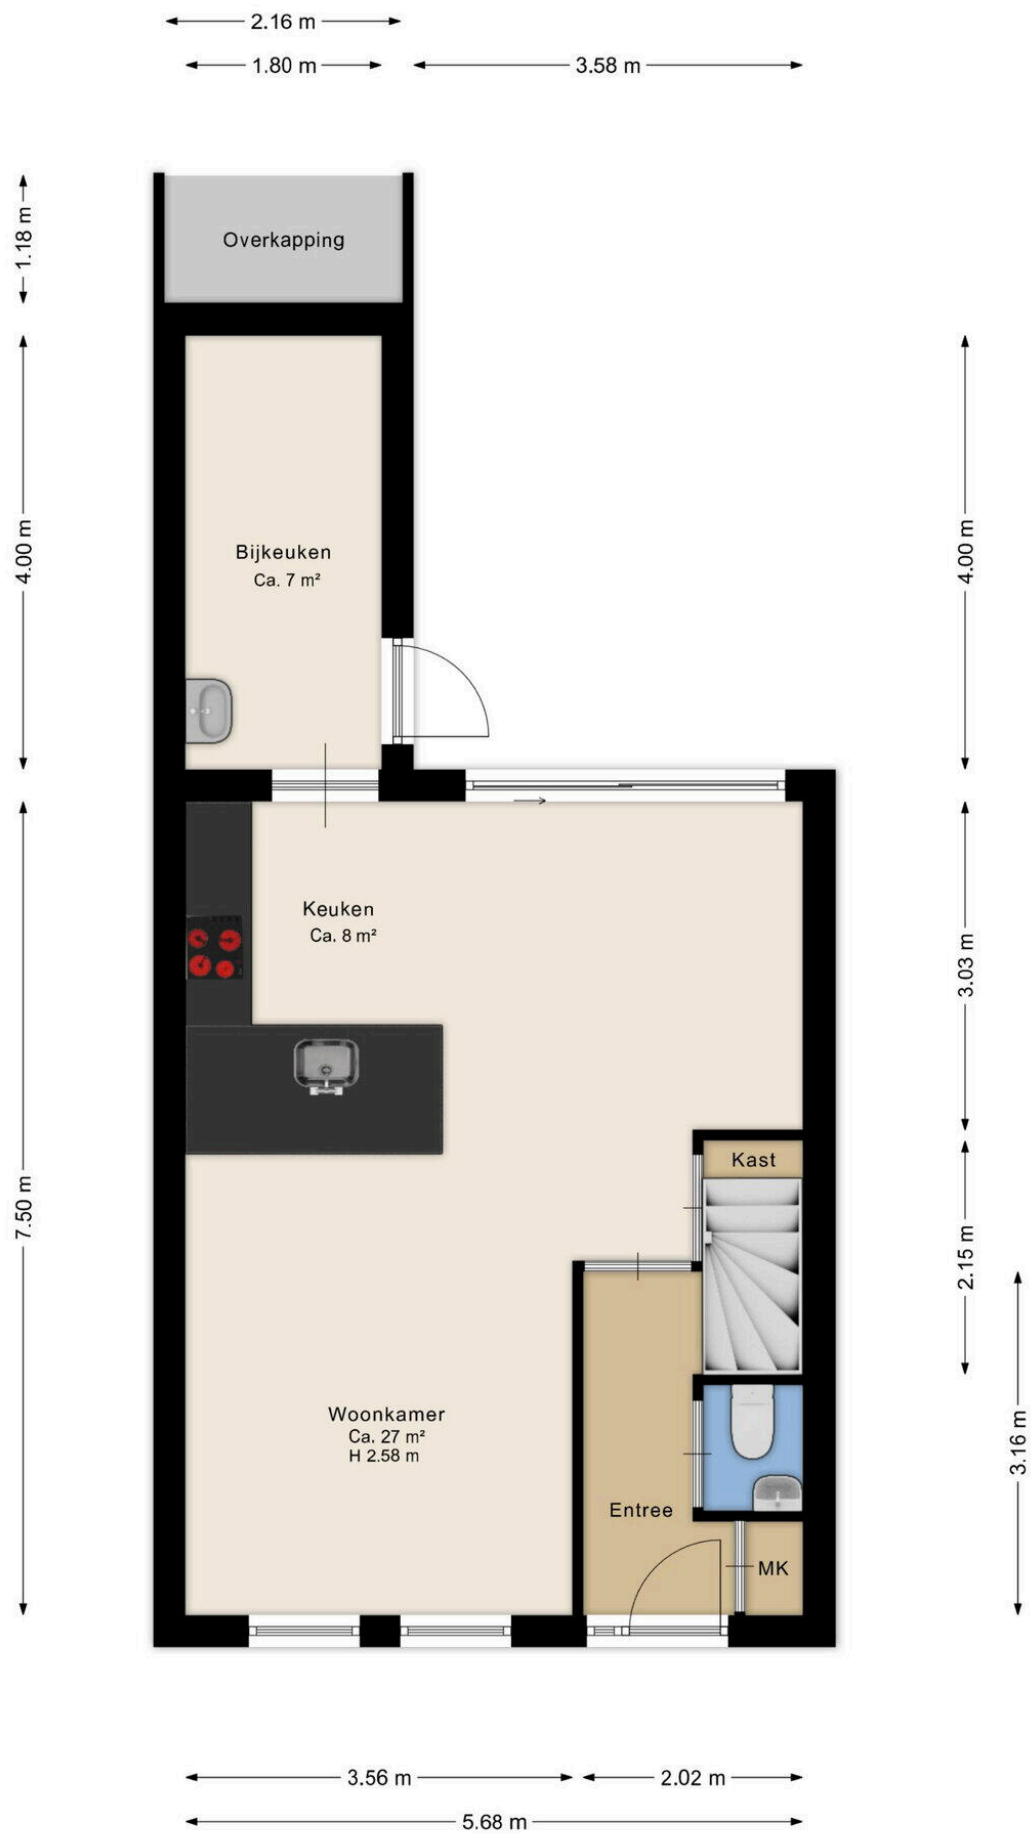 2.16 m
1.80 m
3.58 m
1.18 m
Overkapping
4.00 m
Bijkeuken
Ca. 7 m²
4.00 m
Keuken
Ca. 8 m²
3.03 m
Kast
7.50 m
2.15 m
Woonkamer
Ca. 27 m²
H 2.58 m
3.16 m
Entree
MK
3.56 m
2.02 m
5.68 m